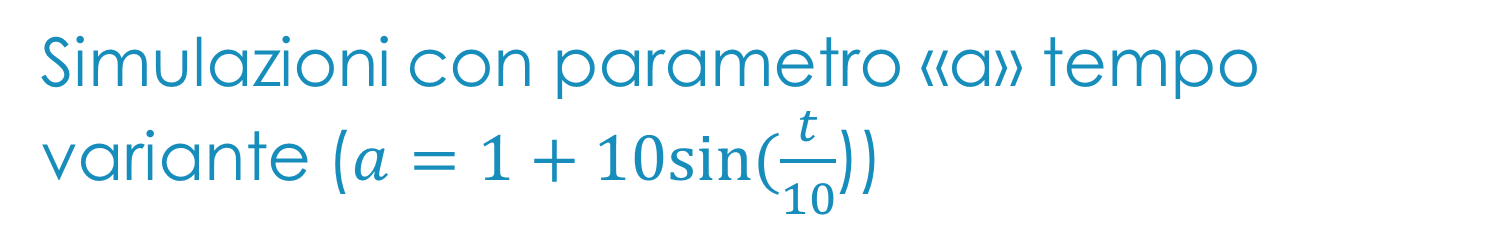 Simulazioni con parametro «a» tempo
variante (𝑎 = 1 + 10sin(𝑡/10))